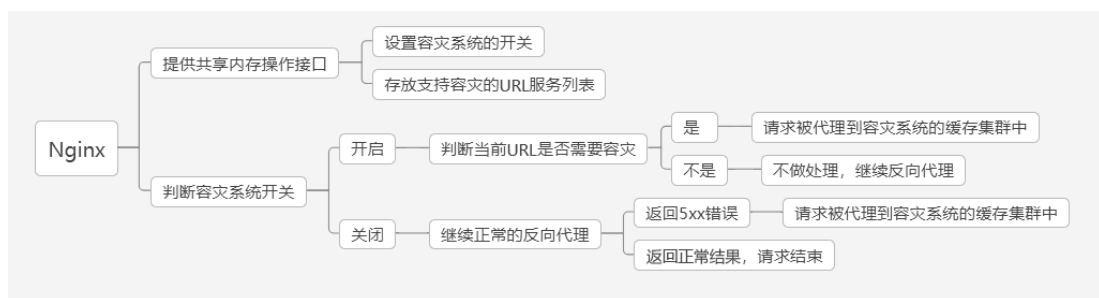 Nginx
提供共享内存操作接口
设置容灾系统的开关
存放支持容灾的URL服务列表
判断容灾系统开关
开启
判断当前URL是否需要容灾
是
请求被代理到容灾系统的缓存集群中
不是
不做处理，继续反向代理
关闭
继续正常的反向代理
返回5xx错误
请求被代理到容灾系统的缓存集群中
返回正常结果，请求结束